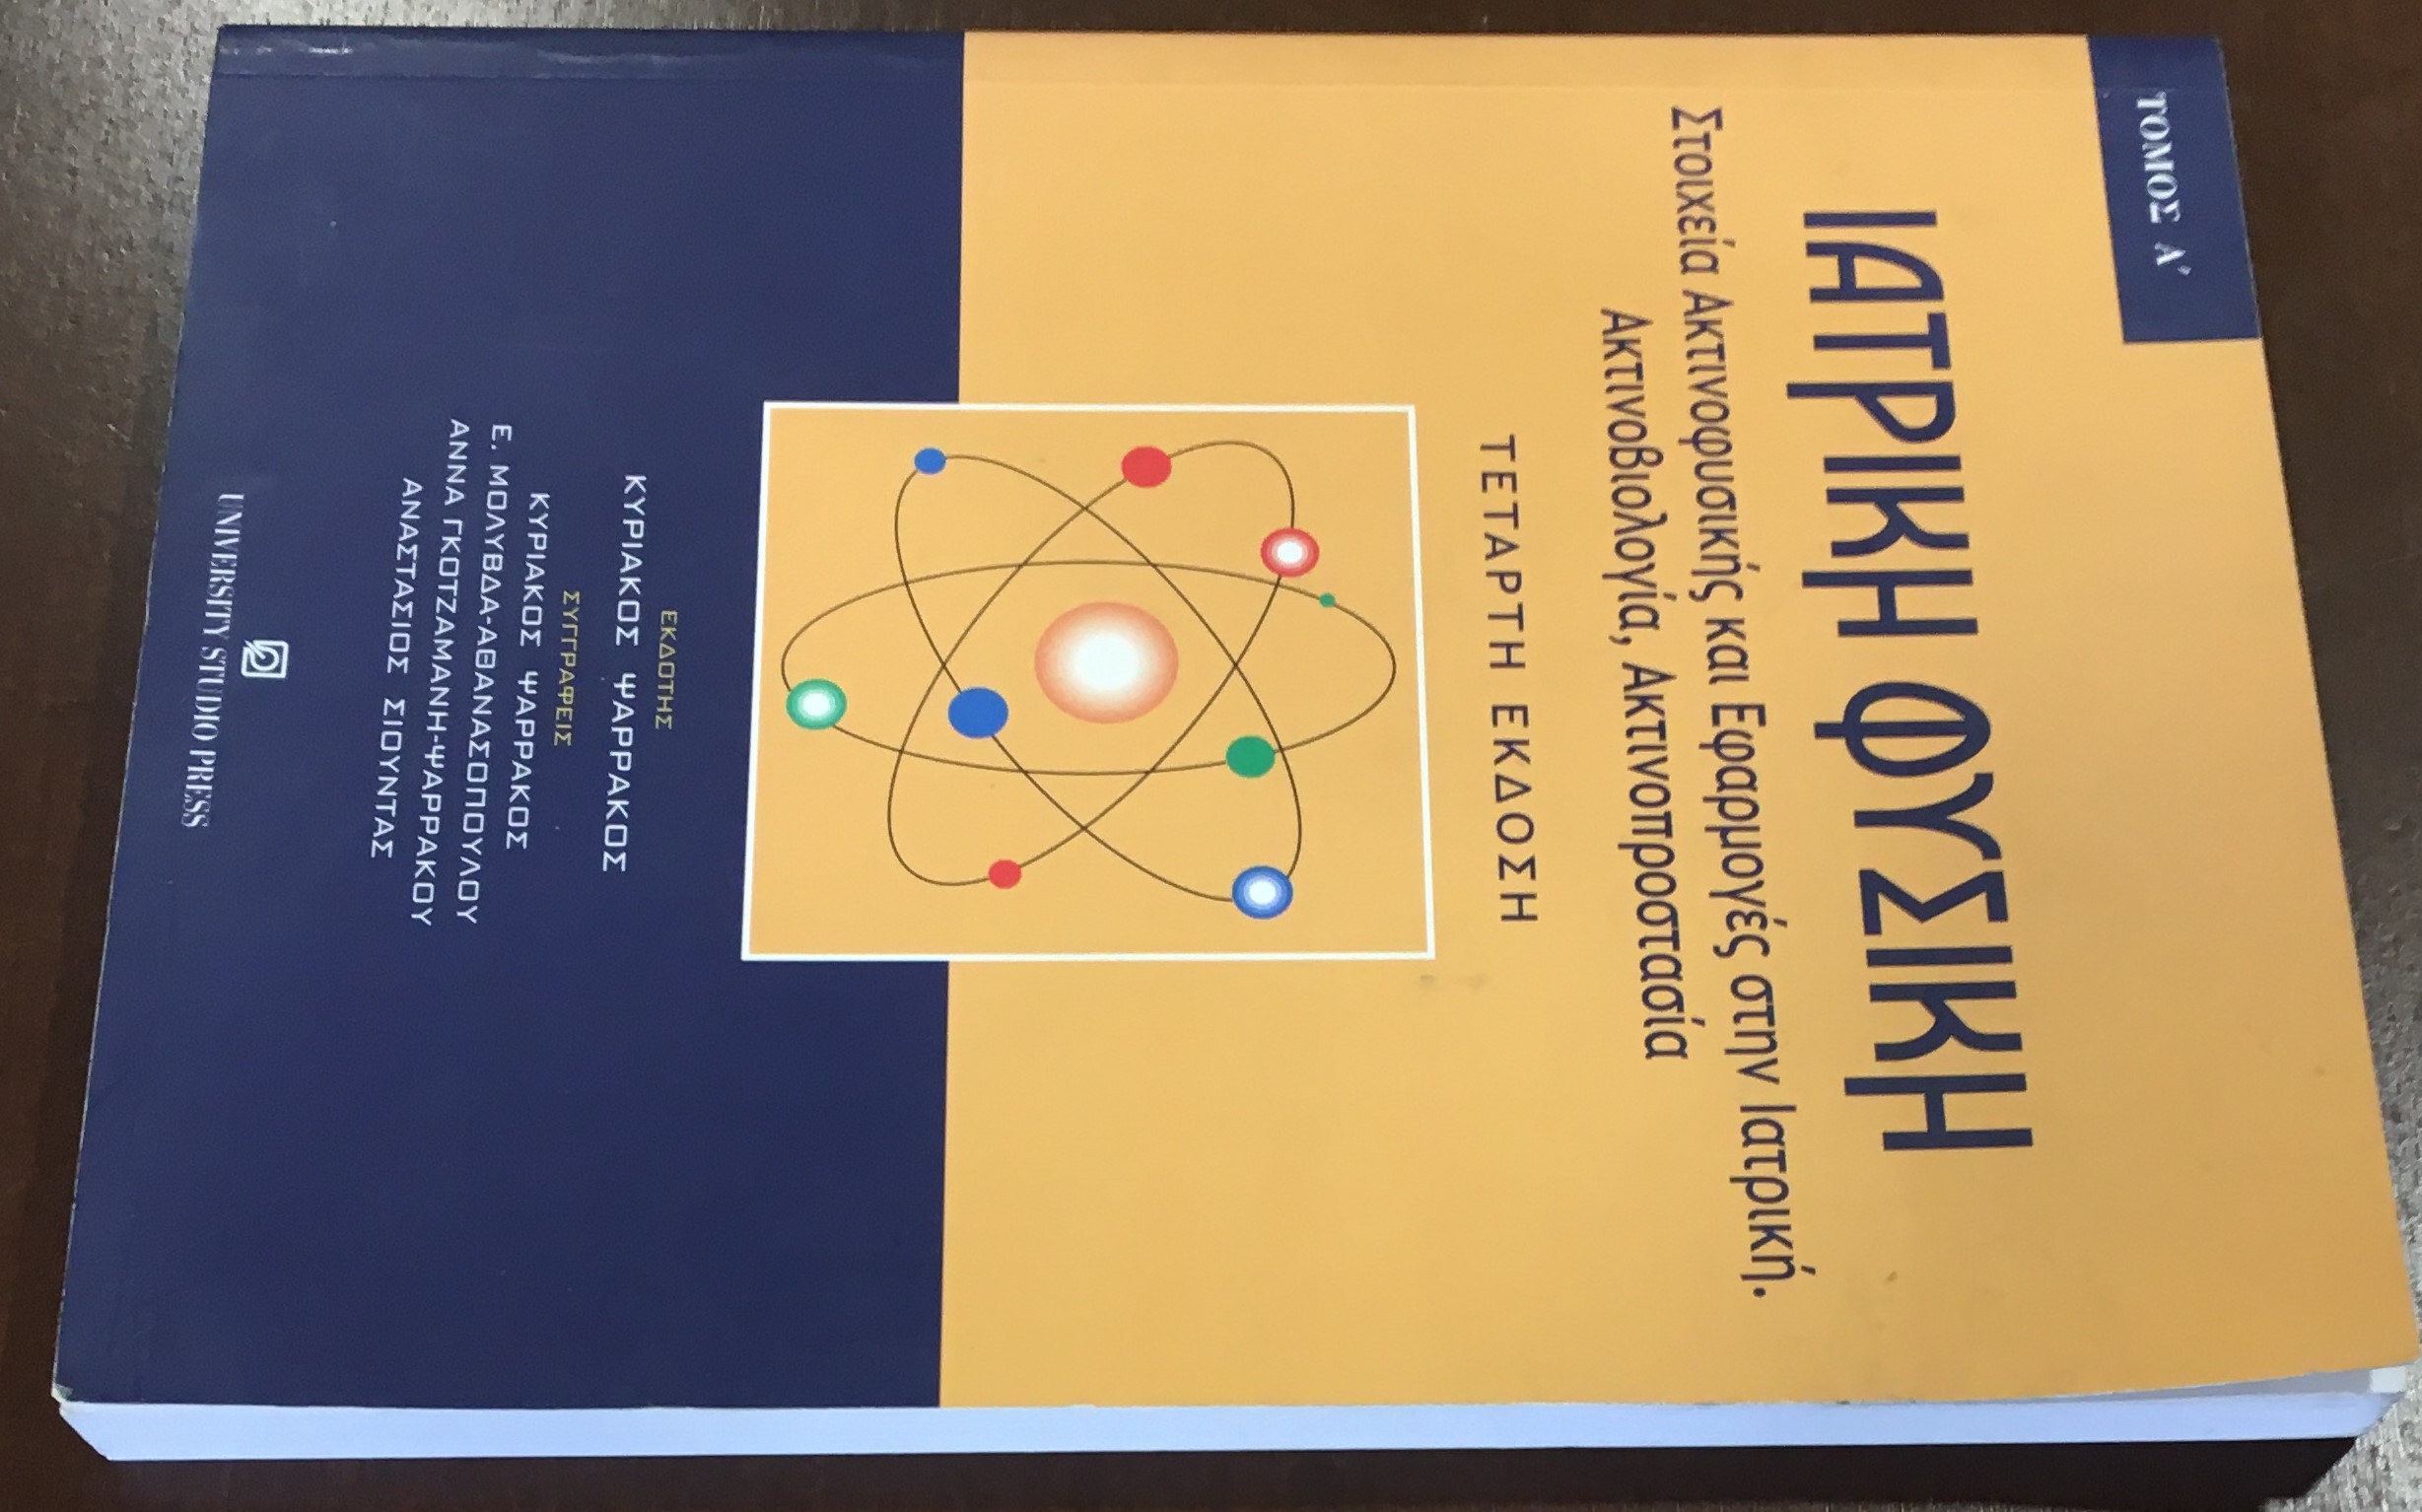 ΤΟΜΟΣ Α΄
ΙΑΤΡΙΚΗ ΦΥΣΙΚΗ
Στοιχεία Ακτινοφυσικής και Εφαρμογές στην Ιατρική.
Ακτινοβιολογία, Ακτινοπροστασία
ΤΕΤΑΡΤΗ ΕΚΔΟΣΗ
ΕΚΔΟΤΗΣ
ΚΥΡΙΑΚΟΣ ΨΑΡΡΑΚΟΣ
ΣΥΓΓΡΑΦΕΙΣ
ΚΥΡΙΑΚΟΣ ΨΑΡΡΑΚΟΣ
Ε. ΜΟΛΥΒΔΑ-ΑΘΑΝΑΣΟΠΟΥΛΟΥ
ΑΝΝΑ ΓΚΟΤΖΑΜΑΝΗ-ΨΑΡΡΑΚΟΥ
ΑΝΑΣΤΑΣΙΟΣ ΣΙΟΥΝΤΑΣ
UNIVERSITY STUDIO PRESS